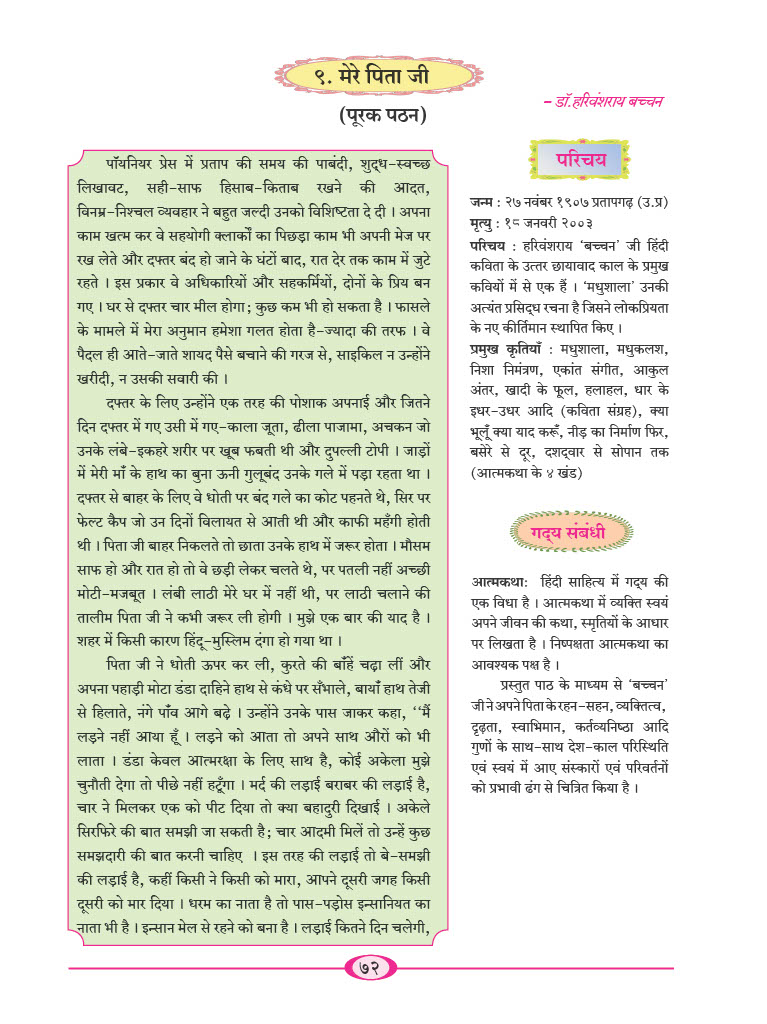 ९. मेरे पिता जी
(पूरक पठन)
– डॉ.हरिवंशराय बच्चन
पॉयनियर प्रेस में प्रताप की समय की पाबंदी, शुद्ध-स्वच्छ
लिखावट, सही-साफ हिसाब-किताब रखने की आदत,
विनम्र-निश्चल व्यवहार ने बहुत जल्दी उनको विशिष्टता दे दी । अपना
काम खत्म कर वे सहयोगी क्लार्कों का पिछड़ा काम भी अपनी मेज पर
रख लेते और दफ्तर बंद हो जाने के घंटों बाद, रात देर तक काम में जुटे
रहते । इस प्रकार वे अधिकारियों और सहकर्मियों, दोनों के प्रिय बन
गए । घर से दफ्तर चार मील होगा; कुछ कम भी हो सकता है । फासले
के मामले में मेरा अनुमान हमेशा गलत होता है-ज्यादा की तरफ । वे
पैदल ही आते-जाते शायद पैसे बचाने की गरज से, साइकिल न उन्होंने
खरीदी, न उसकी सवारी की ।
दफ्तर के लिए उन्होंने एक तरह की पोशाक अपनाई और जितने
दिन दफ्तर में गए उसी में गए-काला जूता, ढीला पाजामा, अचकन जो
उनके लंबे-इकहरे शरीर पर खूब फबती थी और दुपल्ली टोपी । जाड़ों
में मेरी माँ के हाथ का बुना ऊनी गुलूबंद उनके गले में पड़ा रहता था ।
दफ्तर से बाहर के लिए वे धोती पर बंद गले का कोट पहनते थे, सिर पर
फेल्ट कैप जो उन दिनों विलायत से आती थी और काफी महँगी होती
थी । पिता जी बाहर निकलते तो छाता उनके हाथ में जरूर होता । मौसम
साफ हो और रात हो तो वे छड़ी लेकर चलते थे, पर पतली नहीं अच्छी
मोटी-मजबूत । लंबी लाठी मेरे घर में नहीं थी, पर लाठी चलाने की
तालीम पिता जी ने कभी जरूर ली होगी । मुझे एक बार की याद है ।
शहर में किसी कारण हिंदू-मुस्लिम दंगा हो गया था ।
पिता जी ने धोती ऊपर कर ली, कुरते की बाँहें चढ़ा लीं और
अपना पहाड़ी मोटा डंडा दाहिने हाथ से कंधे पर सँभाले, बायाँ हाथ तेजी
से हिलाते, नंगे पाँव आगे बढ़े । उन्होंने उनके पास जाकर कहा, ‘‘मैं
लड़ने नहीं आया हूँ । लड़ने को आता तो अपने साथ औरों को भी
लाता । डंडा केवल आत्मरक्षा के लिए साथ है, कोई अकेला मुझे
चुनौती देगा तो पीछे नहीं हटूँगा । मर्द की लड़ाई बराबर की लड़ाई है,
चार ने मिलकर एक को पीट दिया तो क्या बहादुरी दिखाई । अकेले
सिरफिरे की बात समझी जा सकती है; चार आदमी मिलें तो उन्हें कुछ
समझदारी की बात करनी चाहिए । इस तरह की लड़ाई तो बे-समझी
की लड़ाई है, कहीं किसी ने किसी को मारा, आपने दूसरी जगह किसी
दूसरी को मार दिया । धरम का नाता है तो पास-पड़ोस इन्सानियत का
नाता भी है । इन्सान मेल से रहने को बना है । लड़ाई कितने दिन चलेगी,
परिचय
जन्म : २७ नवंबर १९०७ प्रतापगढ़ (उ.प्र)
मृत्यु : १८ जनवरी २००३
परिचय : हरिवंशराय ‘बच्चन’ जी हिंदी
कविता के उत्तर छायावाद काल के प्रमुख
कवियों में से एक हैं । ‘मधुशाला’ उनकी
अत्यंत प्रसिद्ध रचना है जिसने लोकप्रियता
के नए कीर्तिमान स्थापित किए ।
प्रमुख कृतियाँ : मधुशाला, मधुकलश,
निशा निमंत्रण, एकांत संगीत, आकुल
अंतर, खादी के फूल, हलाहल, धार के
इधर-उधर आदि (कविता संग्रह), क्या
भूलूँ क्या याद करूँ, नीड़ का निर्माण फिर,
बसेरे से दूर, दशद्वार से सोपान तक
(आत्मकथा के ४ खंड)
गद्य संबंधी
आत्मकथा: हिंदी साहित्य में गद्य की
एक विधा है । आत्मकथा में व्यक्ति स्वयं
अपने जीवन की कथा, स्मृतियों के आधार
पर लिखता है । निष्पक्षता आत्मकथा का
आवश्यक पक्ष है ।
प्रस्तुत पाठ के माध्यम से ‘बच्चन’
जी ने अपने पिता के रहन-सहन, व्यक्तित्व,
दृढ़ता, स्वाभिमान, कर्तव्यनिष्ठा आदि
गुणों के साथ-साथ देश-काल परिस्थिति
एवं स्वयं में आए संस्कारों एवं परिवर्तनों
को प्रभावी ढंग से चित्रित किया है ।
७२